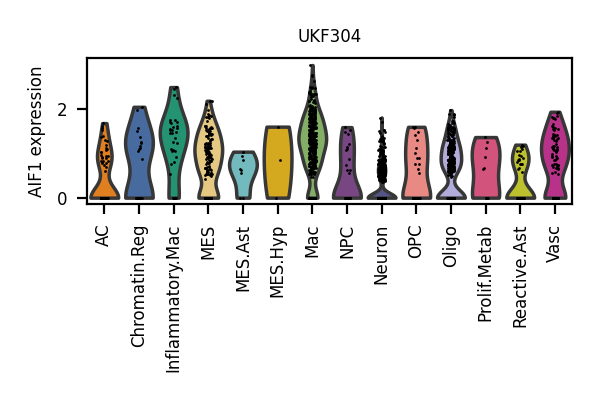 UKF304
AIF1 expression
2
0
AC
Chromatin.Reg
Inflammatory.Mac
MES
MES.Ast
MES.Hyp
Mac
NPC
Neuron
OPC
Oligo
Prolif.Metab
Reactive.Ast
Vasc